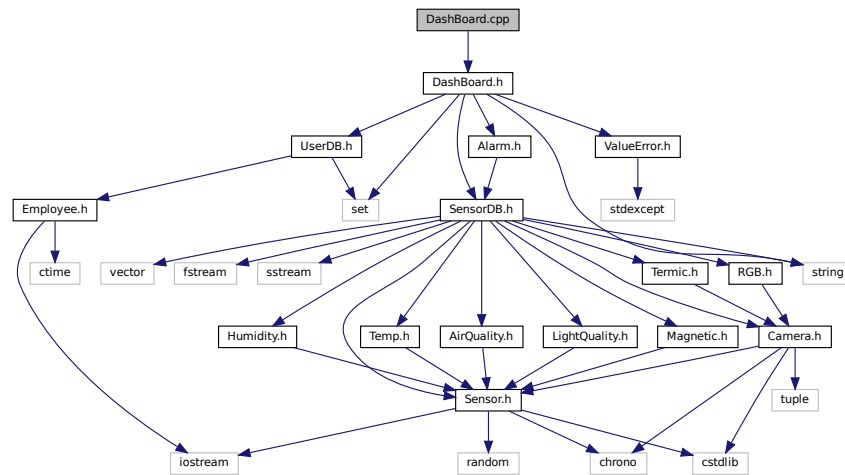 DashBoard.cpp
DashBoard.h
UserDB.h
Alarm.h
ValueError.h
Employee.h
set
SensorDB.h
stdexcept
ctime
vector
fstream
sstream
Termic.h
RGB.h
string
Humidity.h
Temp.h
AirQuality.h
LightQuality.h
Magnetic.h
Camera.h
Sensor.h
tuple
iostream
random
chrono
cstdlib